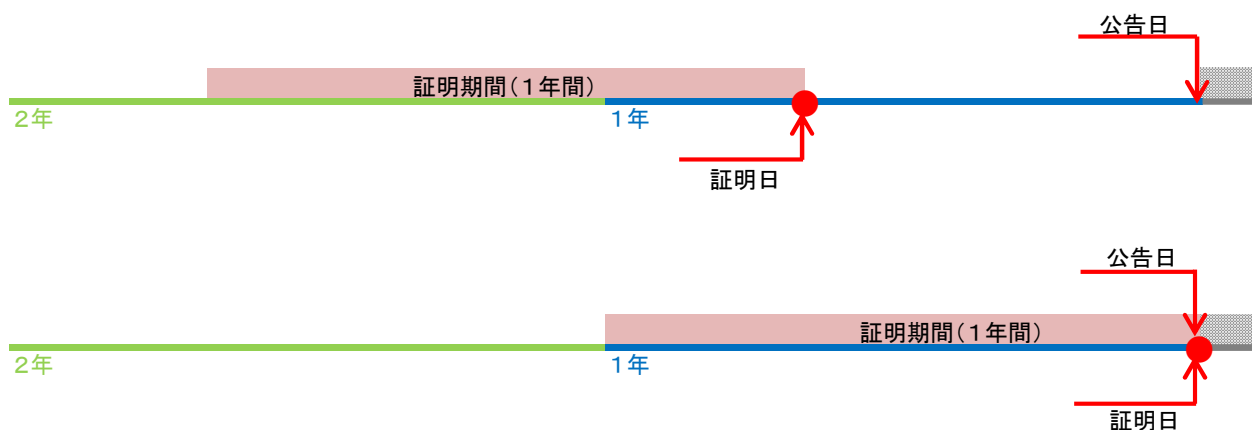 公告日
証明期間(1年間)
2年
1年
証明日
公告日
証明期間(1年間)
2年
1年
証明日